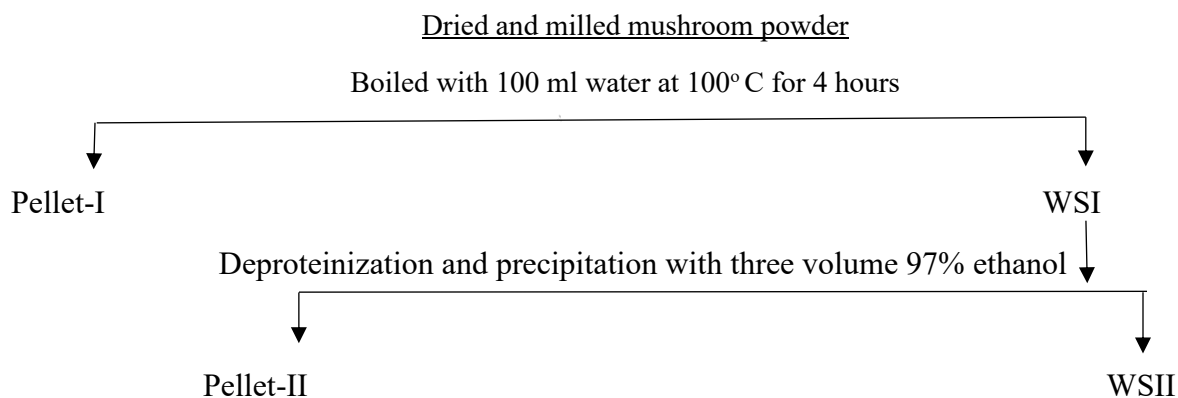 Dried and milled mushroom powder
Boiled with 100 ml water at 100o C for 4 hours
Pellet-I WSI
Deproteinization and precipitation with three volume 97% ethanol
Pellet-II WSII